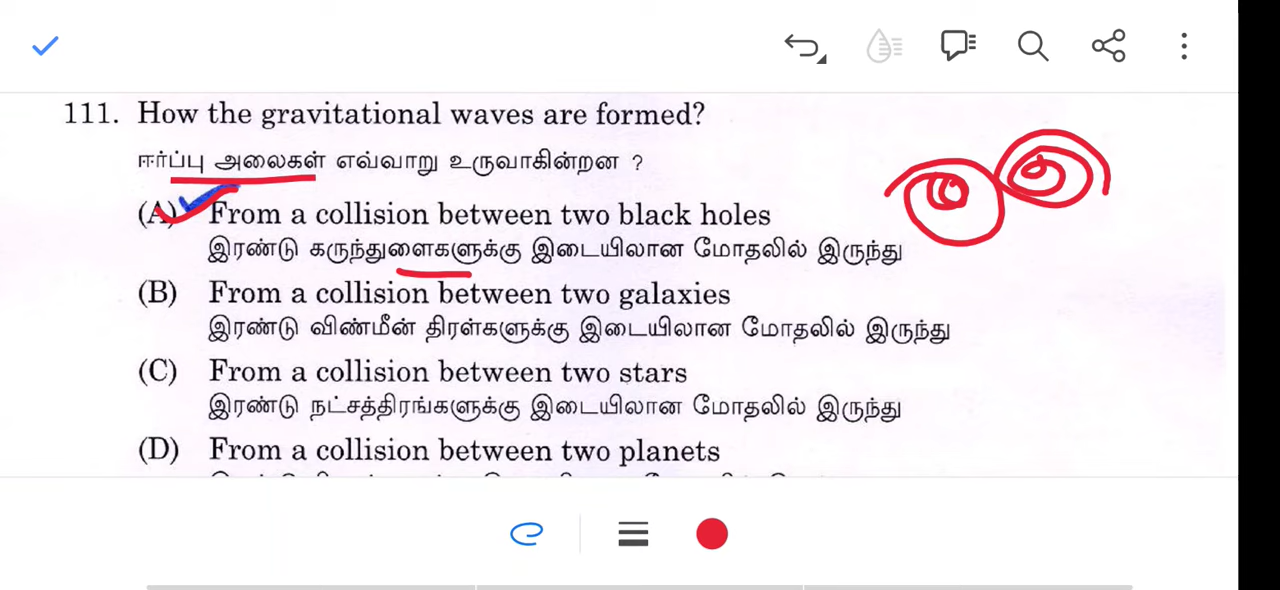 111. How the gravitational waves are formed?
ஈர்ப்பு அலைகள் எவ்வாறு உருவாகின்றன ?
(A) From a collision between two black holes
இரண்டு கருந்துளைகளுக்கு இடையிலான மோதலில் இருந்து
(B) From a collision between two galaxies
இரண்டு விண்மீன் திரள்களுக்கு இடையிலான மோதலில் இருந்து
(C) From a collision between two stars
இரண்டு நட்சத்திரங்களுக்கு இடையிலான மோதலில் இருந்து
(D) From a collision between two planets